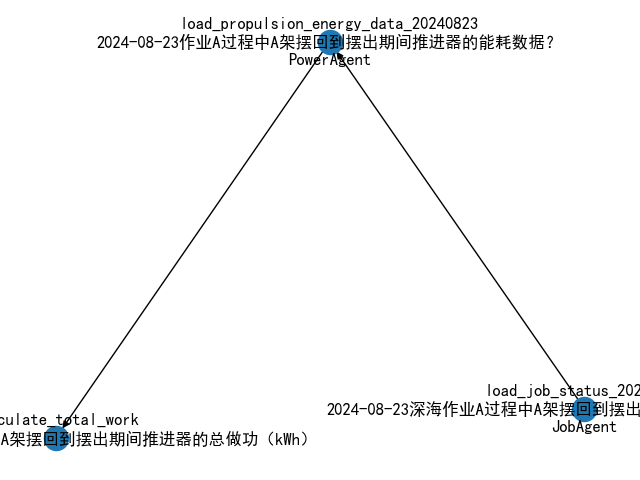 load_propulsion_energy_data_20240823
2024-08-23作业A过程中A架摆回到摆出期间推进器的能耗数据?
PowerAgent
load_job_status_202
2024-08-23深海作业A过程中A架摆回到摆出
JobAgent
culate_total_work
A架摆回到摆出期间推进器的总做功（kWh）